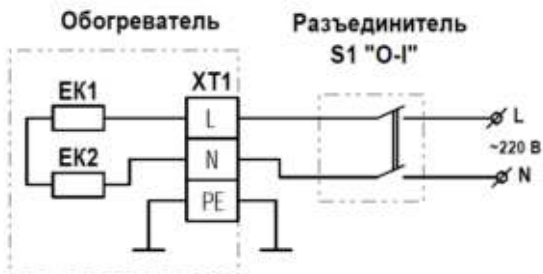 Обогреватель
Разъединитель
S1 "O-I"
EK1
XT1
L
L
~220 В
EK2
N
N
PE